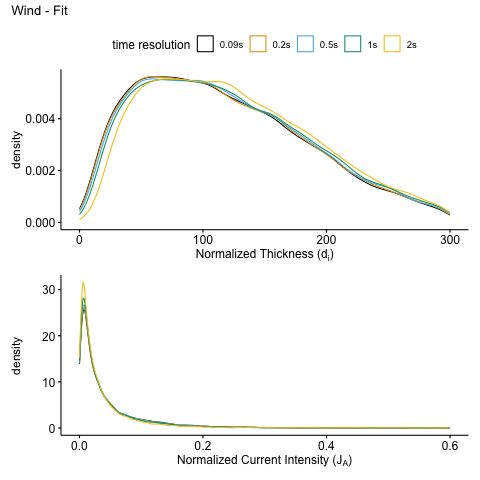 Wind - Fit
time resolution 0.09s 0.2s 0.5s 1s 2s
density
0.004
0.002
0.000
0 100 200 300
Normalized Thickness (di)
density
30
20
10
0
0.0 0.2 0.4 0.6
Normalized Current Intensity (JA)